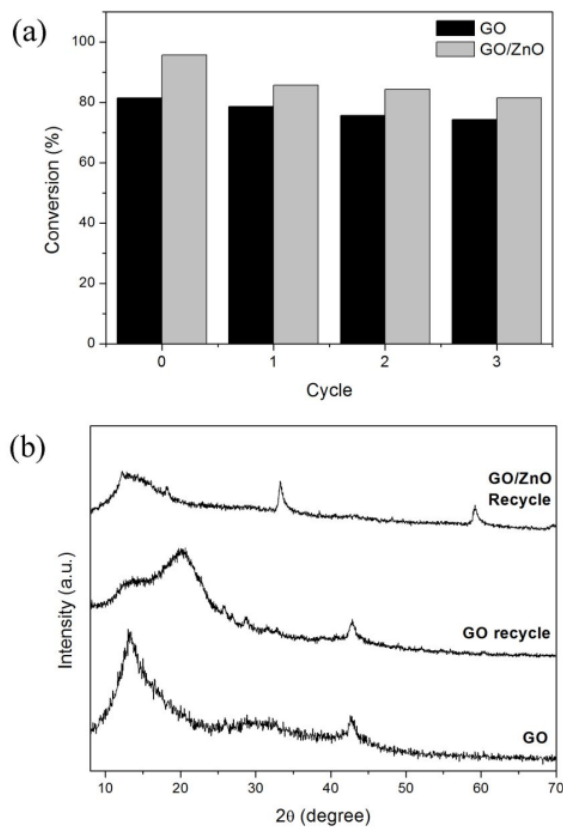 (a)
GO
GO/ZnO
100
80
60
40
20
0
Conversion (%)
0 1 2 3
Cycle
(b)
GO/ZnO
Recycle
GO recycle
GO
Intensity (a.u.)
10 20 30 40 50 60 70
2θ (degree)